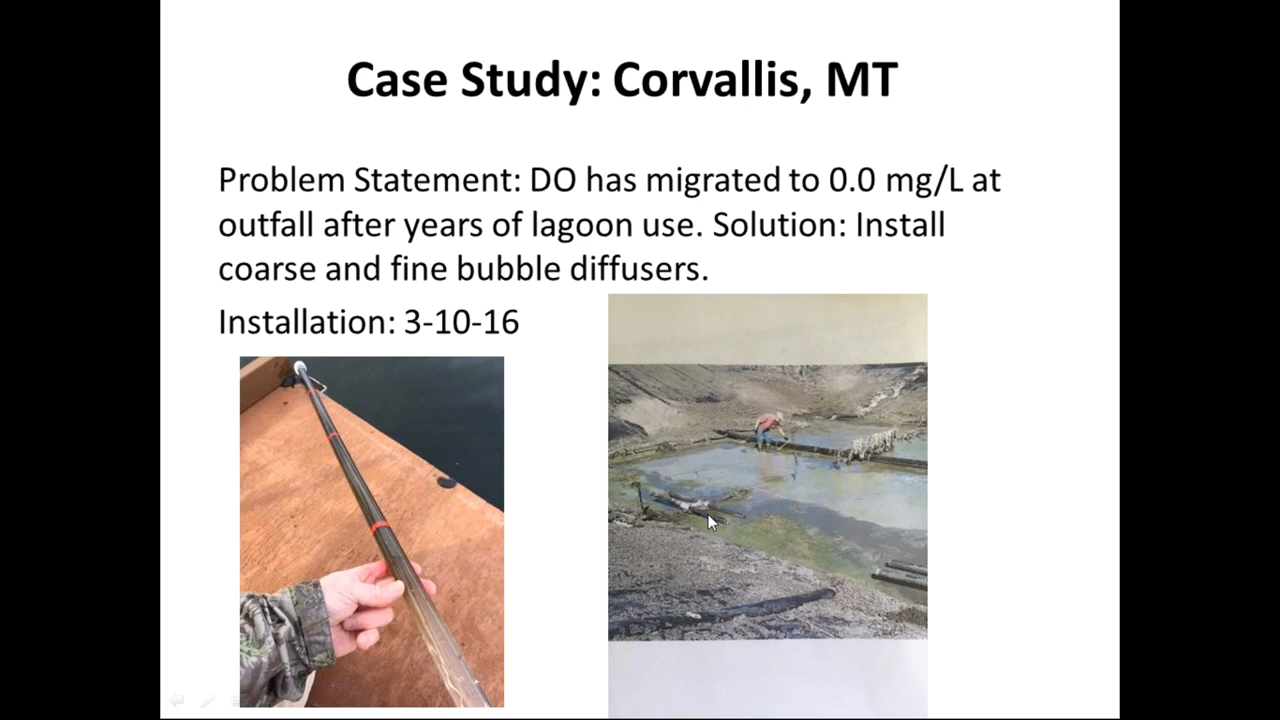 Case Study: Corvallis, MT
Problem Statement: DO has migrated to 0.0 mg/L at
outfall after years of lagoon use. Solution: Install
coarse and fine bubble diffusers.
Installation: 3-10-16